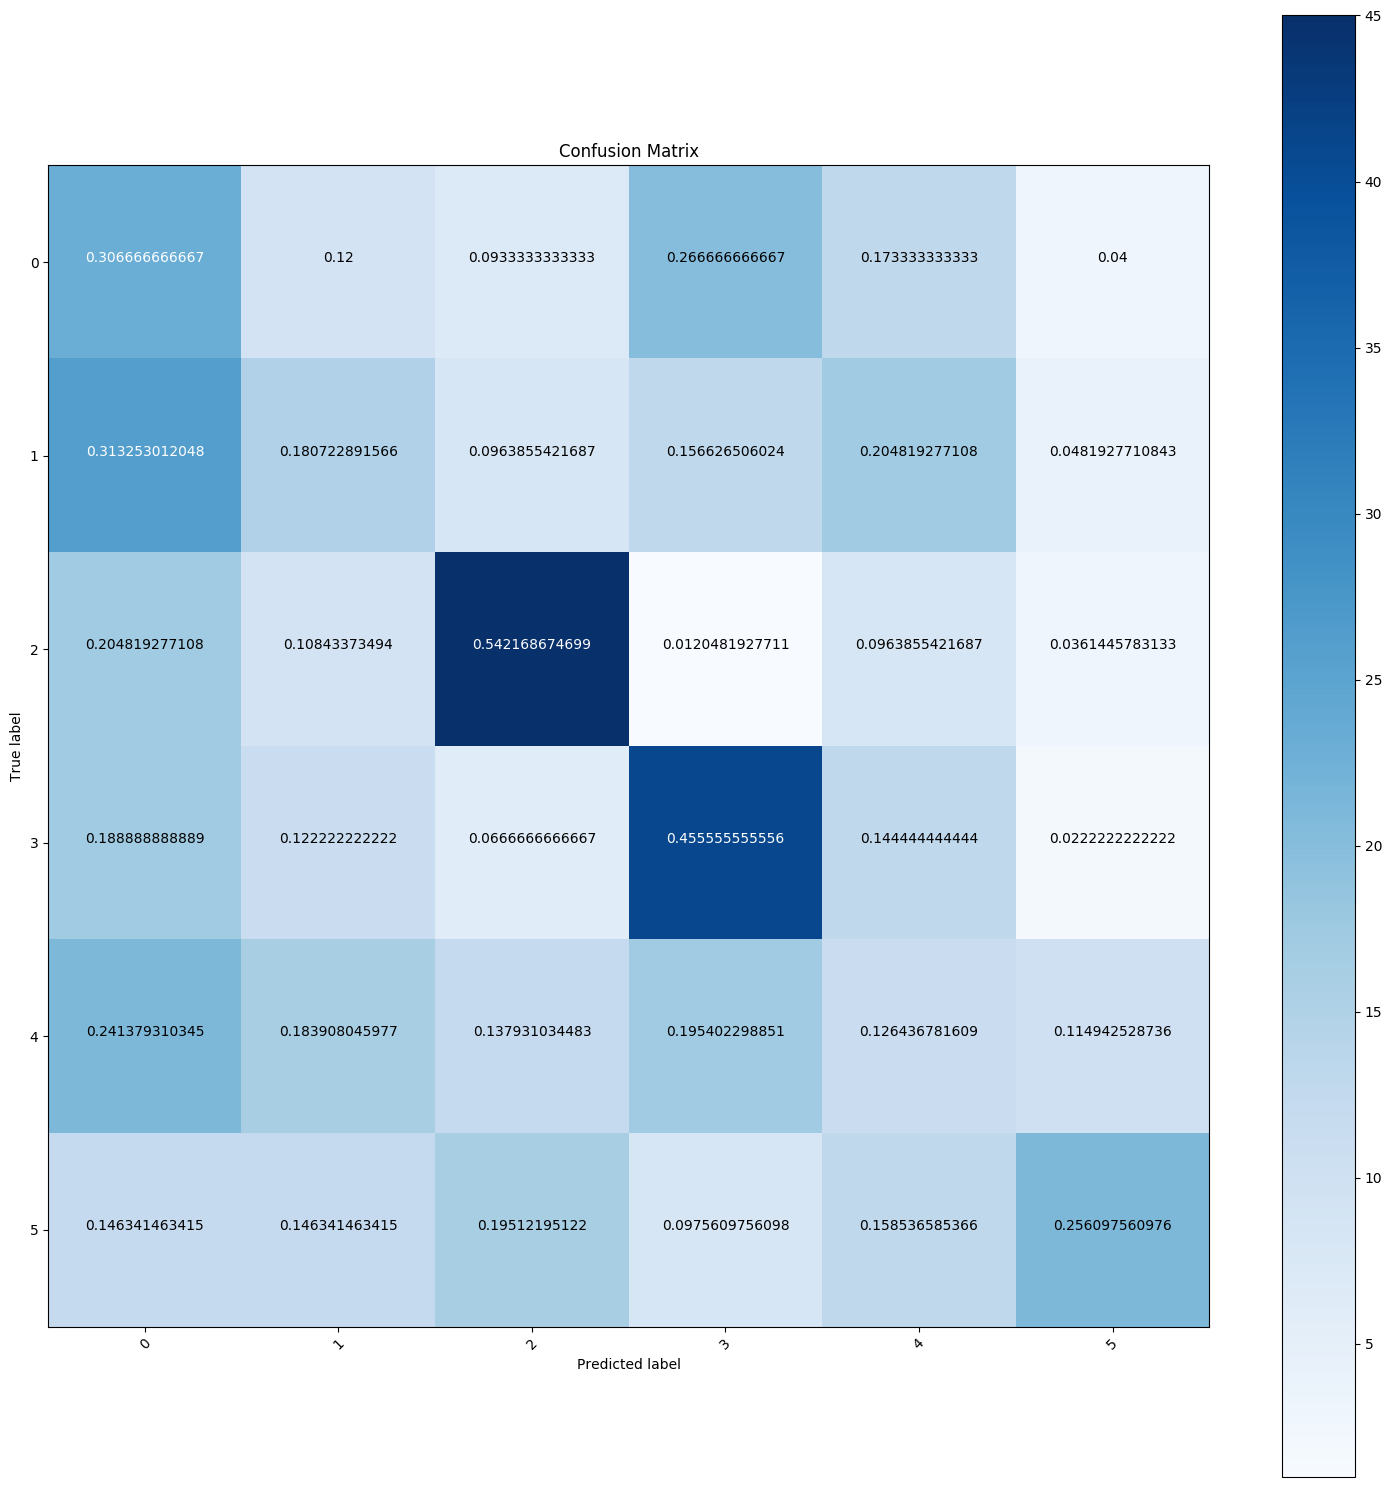 Confusion Matrix
0 0.306666666667 0.12 0.0933333333333 0.266666666667 0.173333333333 0.04
1 0.313253012048 0.180722891566 0.0963855421687 0.156626506024 0.204819277108 0.0481927710843
2 0.204819277108 0.10843373494 0.542168674699 0.0120481927711 0.0963855421687 0.0361445783133
3 0.188888888889 0.122222222222 0.0666666666667 0.455555555556 0.144444444444 0.0222222222222
4 0.241379310345 0.183908045977 0.137931034483 0.195402298851 0.126436781609 0.114942528736
5 0.146341463415 0.146341463415 0.19512195122 0.0975609756098 0.158536585366 0.256097560976
0 1 2 3 4 5
Predicted label
True label
45
40
35
30
25
20
15
10
5